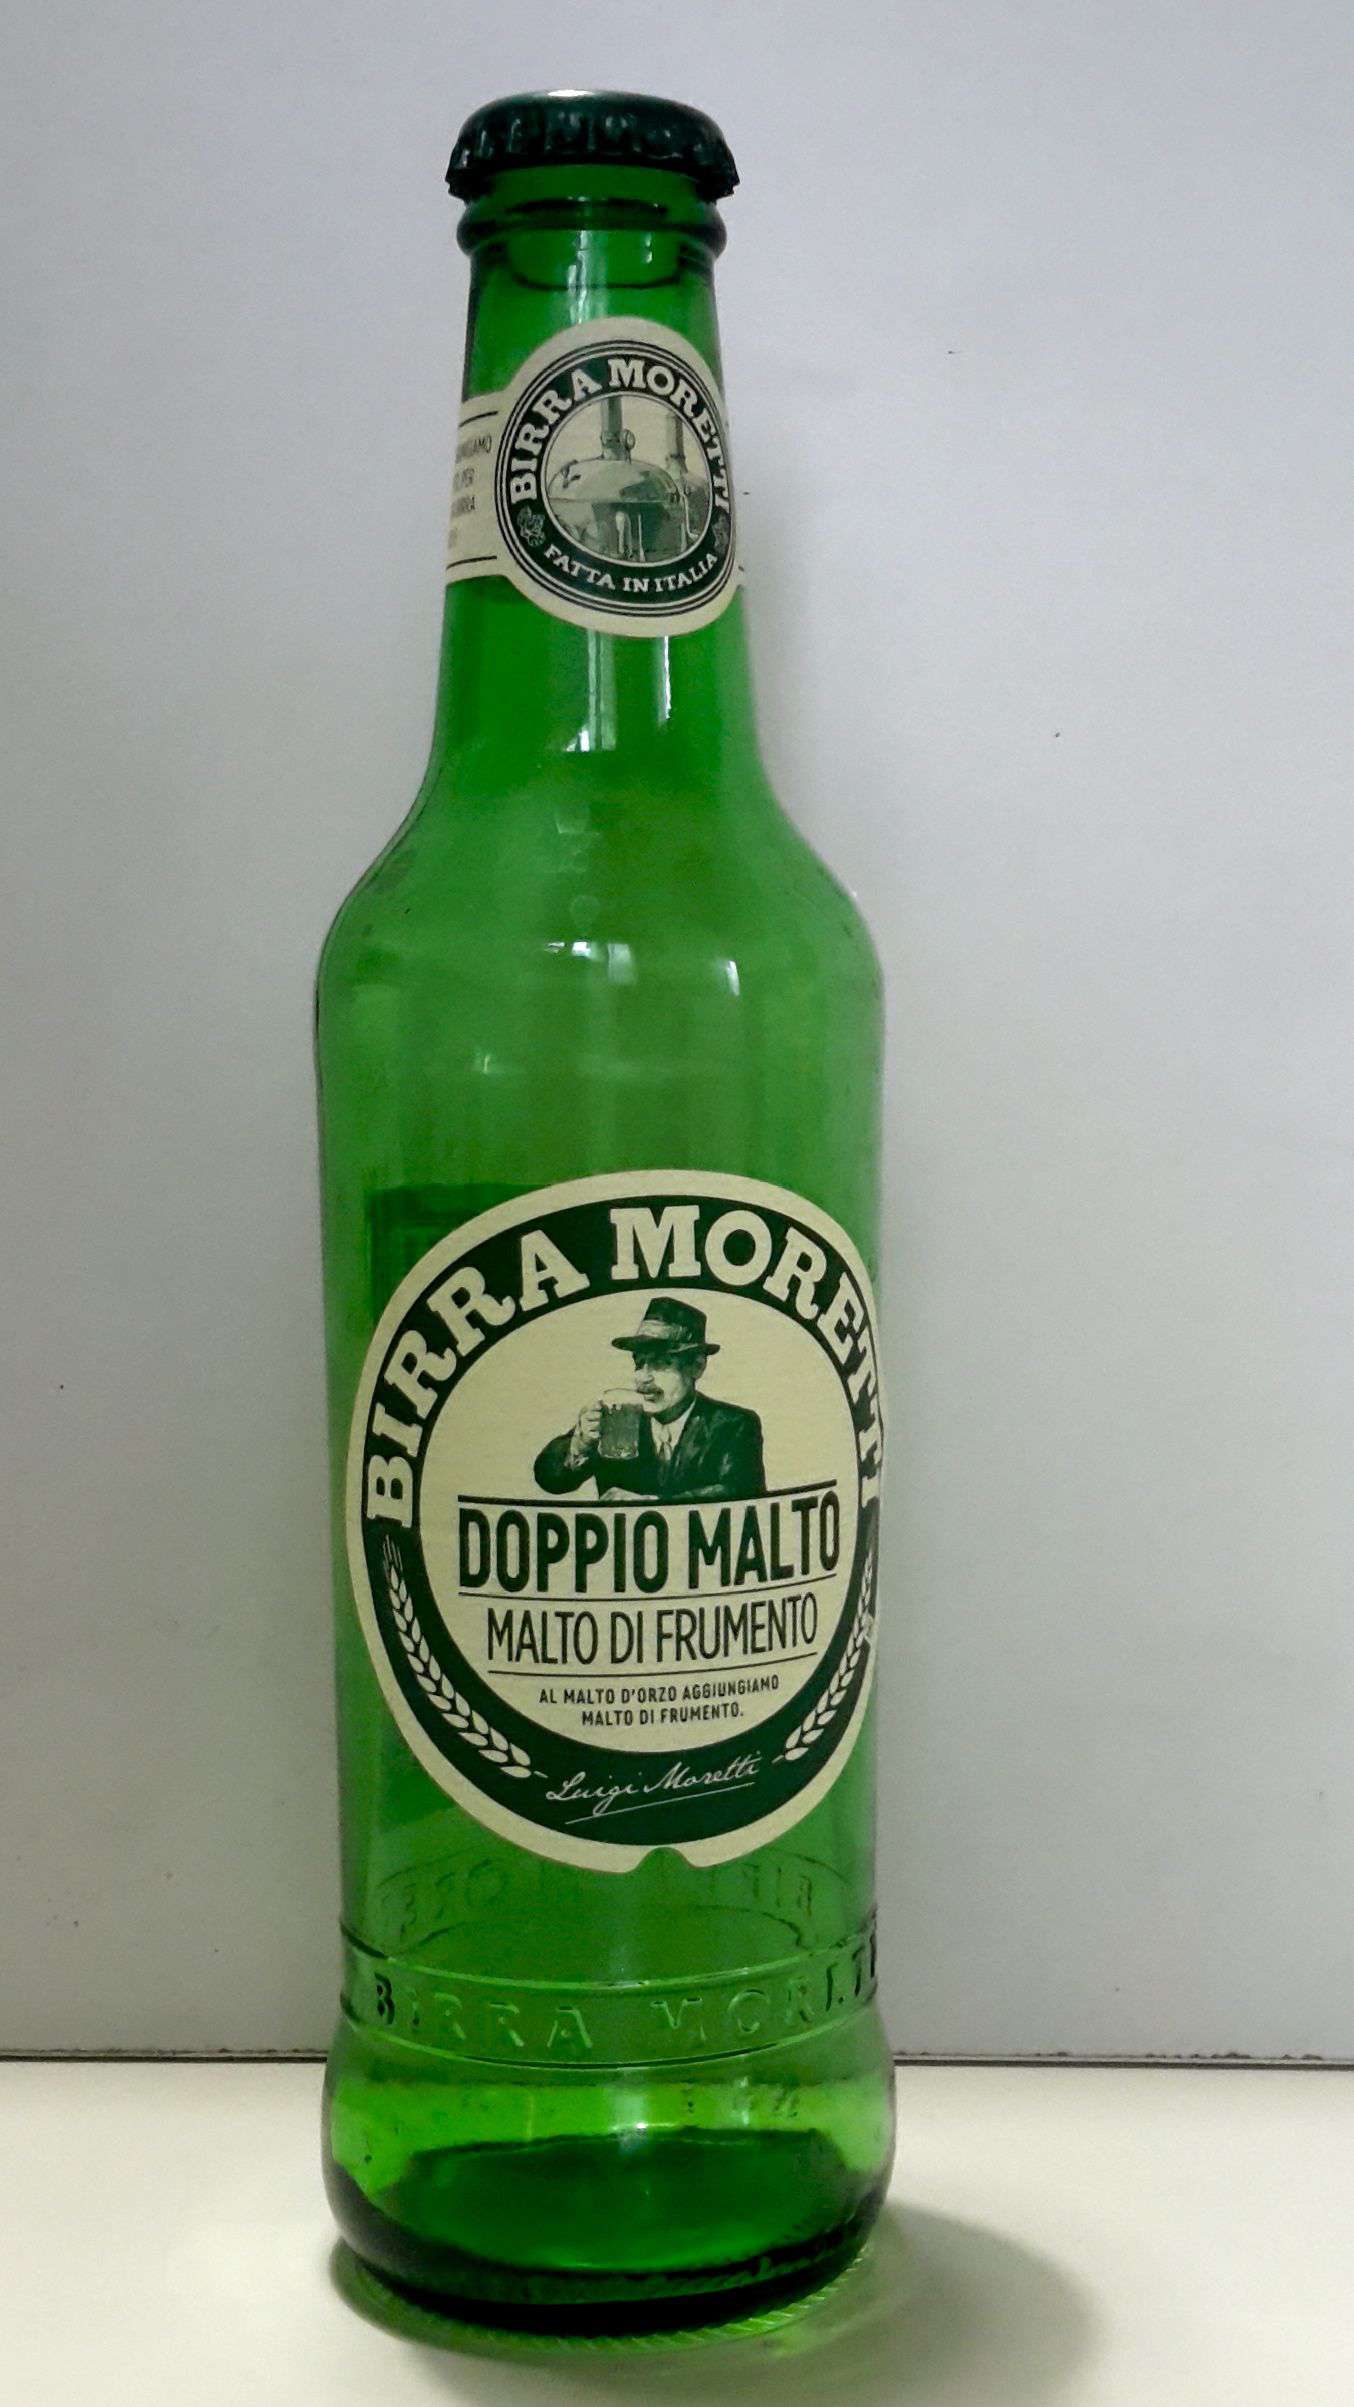 BIRRA MORETTI
FATTA IN ITALIA
BIRRA MORETTI
DOPPIO MALTO
MALTO DI FRUMENTO
AL MALTO D'ORZO AGGIUNGIAMO
MALTO DI FRUMENTO.
Luigi Moretti
BIRRA MORETT